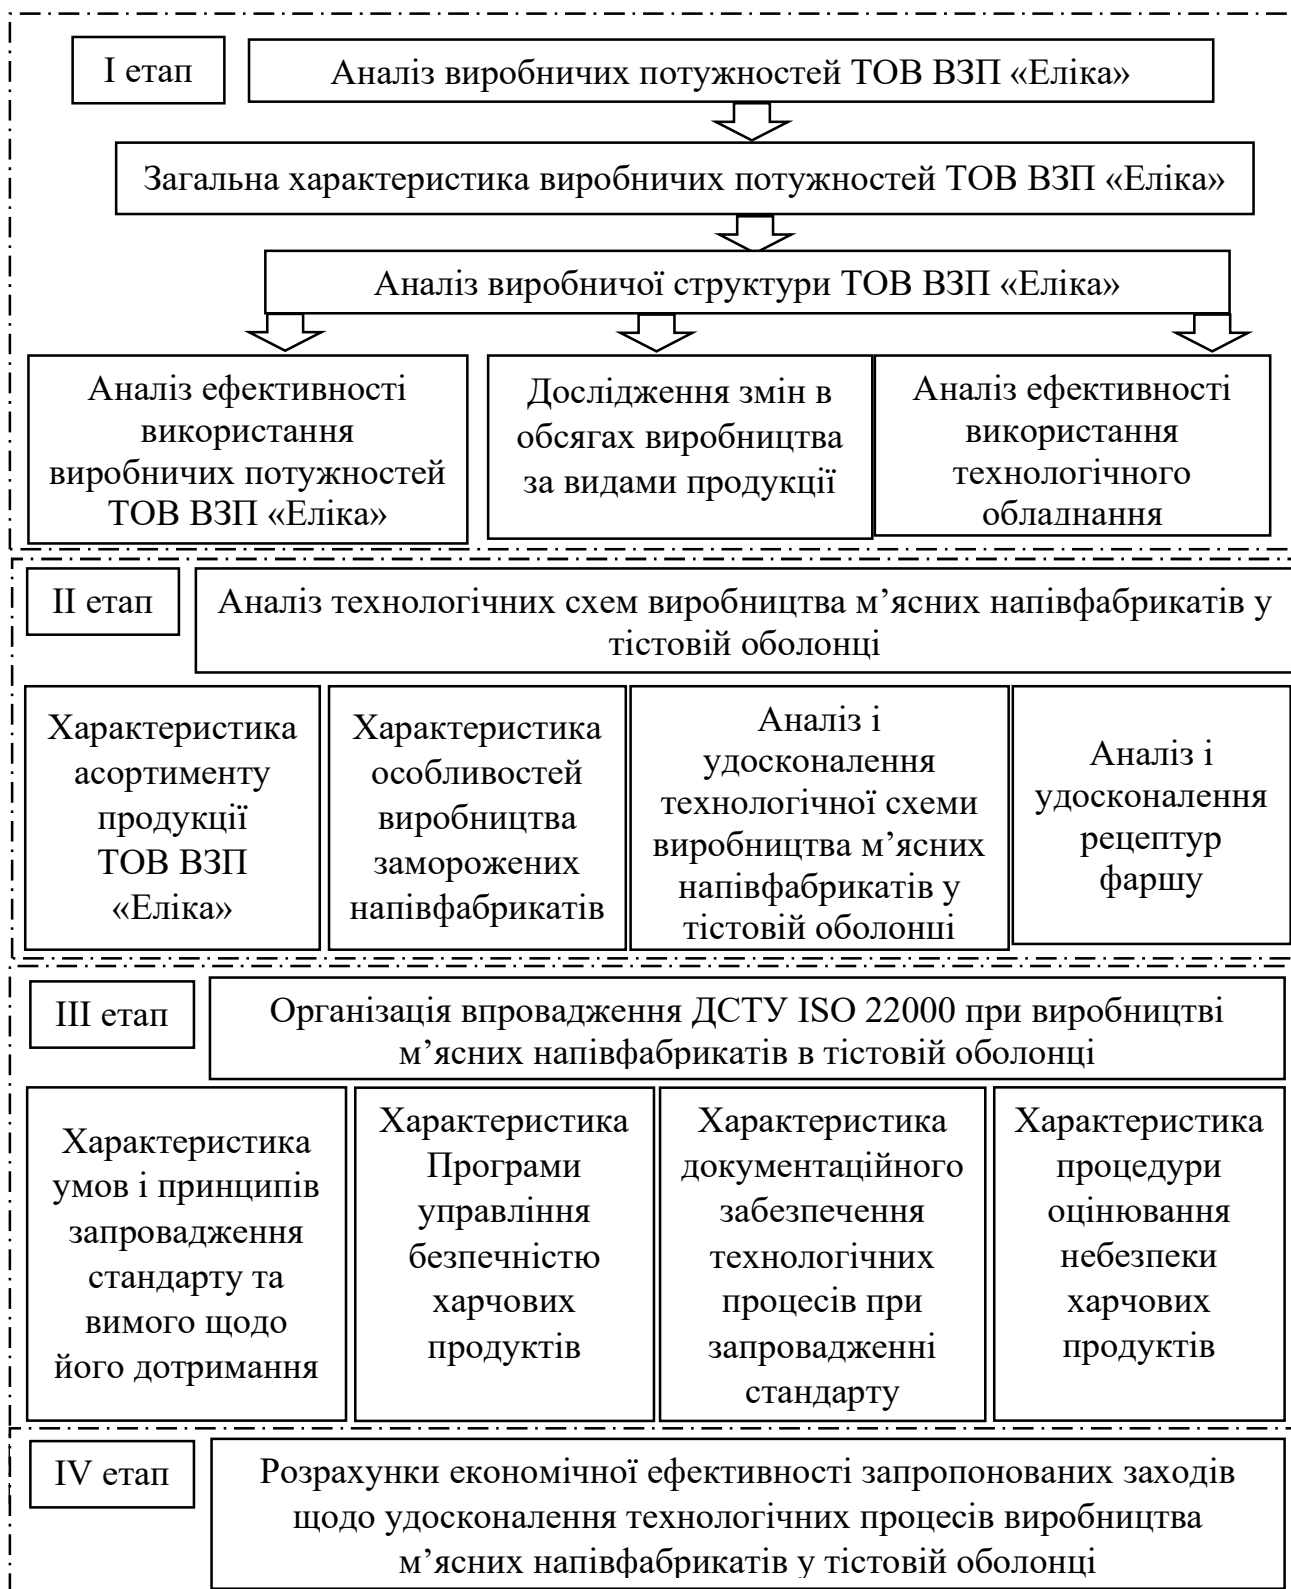 І етап
Аналіз виробничих потужностей ТОВ ВЗП «Еліка»
Загальна характеристика виробничих потужностей ТОВ ВЗП «Еліка»
Аналіз виробничої структури ТОВ ВЗП «Еліка»
Аналіз ефективності
використання
виробничих потужностей
ТОВ ВЗП «Еліка»
Дослідження змін в
обсягах виробництва
за видами продукції
Аналіз ефективності
використання
технологічного
обладнання
ІІ етап
Аналіз технологічних схем виробництва м’ясних напівфабрикатів у
тістовій оболонці
Характеристика
асортименту
продукції
ТОВ ВЗП
«Еліка»
Характеристика
особливостей
виробництва
заморожених
напівфабрикатів
Аналіз і
удосконалення
технологічної схеми
виробництва м’ясних
напівфабрикатів у
тістовій оболонці
Аналіз і
удосконалення
рецептур
фаршу
ІІІ етап
Організація впровадження ДСТУ ISO 22000 при виробництві
м’ясних напівфабрикатів в тістовій оболонці
Характеристика
умов і принципів
запровадження
стандарту та
вимого щодо
його дотримання
Характеристика
Програми
управління
безпечністю
харчових
продуктів
Характеристика
документаційного
забезпечення
технологічних
процесів при
запровадженні
стандарту
Характеристика
процедури
оцінювання
небезпеки
харчових
продуктів
IV етап
Розрахунки економічної ефективності запропонованих заходів
щодо удосконалення технологічних процесів виробництва
м’ясних напівфабрикатів у тістовій оболонці